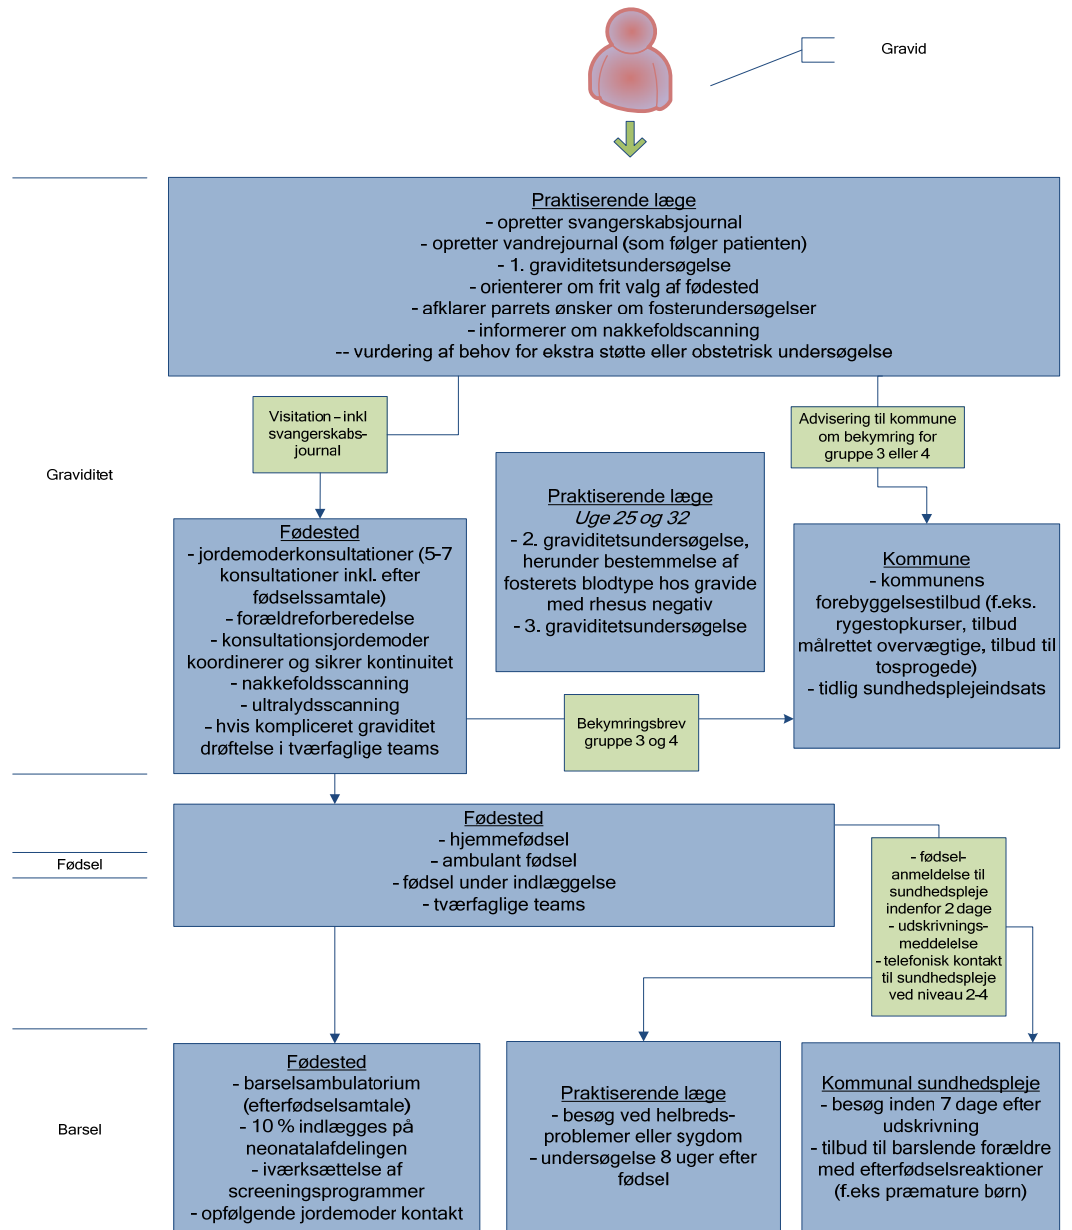 Gravid
Praktiserende læge
- opretter svangerskabsjournal
- opretter vandrejournal (som følger patienten)
- 1. graviditetsundersøgelse
- orienterer om frit valg af fødested
- afklarer parrets ønsker om fosterundersøgelser
- informerer om nakkefoldscanning
-- vurdering af behov for ekstra støtte eller obstetrisk undersøgelse
Graviditet
Visitation – inkl
svangerskabs-
journal
Advisering til kommune
om bekymring for
gruppe 3 eller 4
Fødested
- jordemoderkonsultationer (5-7
konsultationer inkl. efter
fødselssamtale)
- forældreforberedelse
- konsultationsjordemoder
koordinerer og sikrer kontinuitet
- nakkefoldsscanning
- ultralydsscanning
- hvis kompliceret graviditet
drøftelse i tværfaglige teams
Praktiserende læge
Uge 25 og 32
- 2. graviditetsundersøgelse,
herunder bestemmelse af
fosterets blodtype hos gravide
med rhesus negativ
- 3. graviditetsundersøgelse
Kommune
- kommunens
forebyggelsestilbud (f.eks.
rygestopkurser, tilbud
målrettet overvægtige, tilbud til
tosprogede)
- tidlig sundhedsplejeindsats
Bekymringsbrev
gruppe 3 og 4
Fødsel
Fødested
- hjemmefødsel
- ambulant fødsel
- fødsel under indlæggelse
- tværfaglige teams
- fødsel-
anmeldelse til
sundhedspleje
indenfor 2 dage
- udskrivnings-
meddelelse
- telefonisk kontakt
til sundhedspleje
ved niveau 2-4
Barsel
Fødested
- barselsambulatorium
(efterfødselsamtale)
- 10 % indlægges på
neonatalafdelingen
- iværksættelse af
screeningsprogrammer
- opfølgende jordemoder kontakt
Praktiserende læge
- besøg ved helbreds-
problemer eller sygdom
- undersøgelse 8 uger efter
fødsel
Kommunal sundhedspleje
- besøg inden 7 dage efter
udskrivning
- tilbud til barslende forældre
med efterfødselsreaktioner
(f.eks præmature børn)